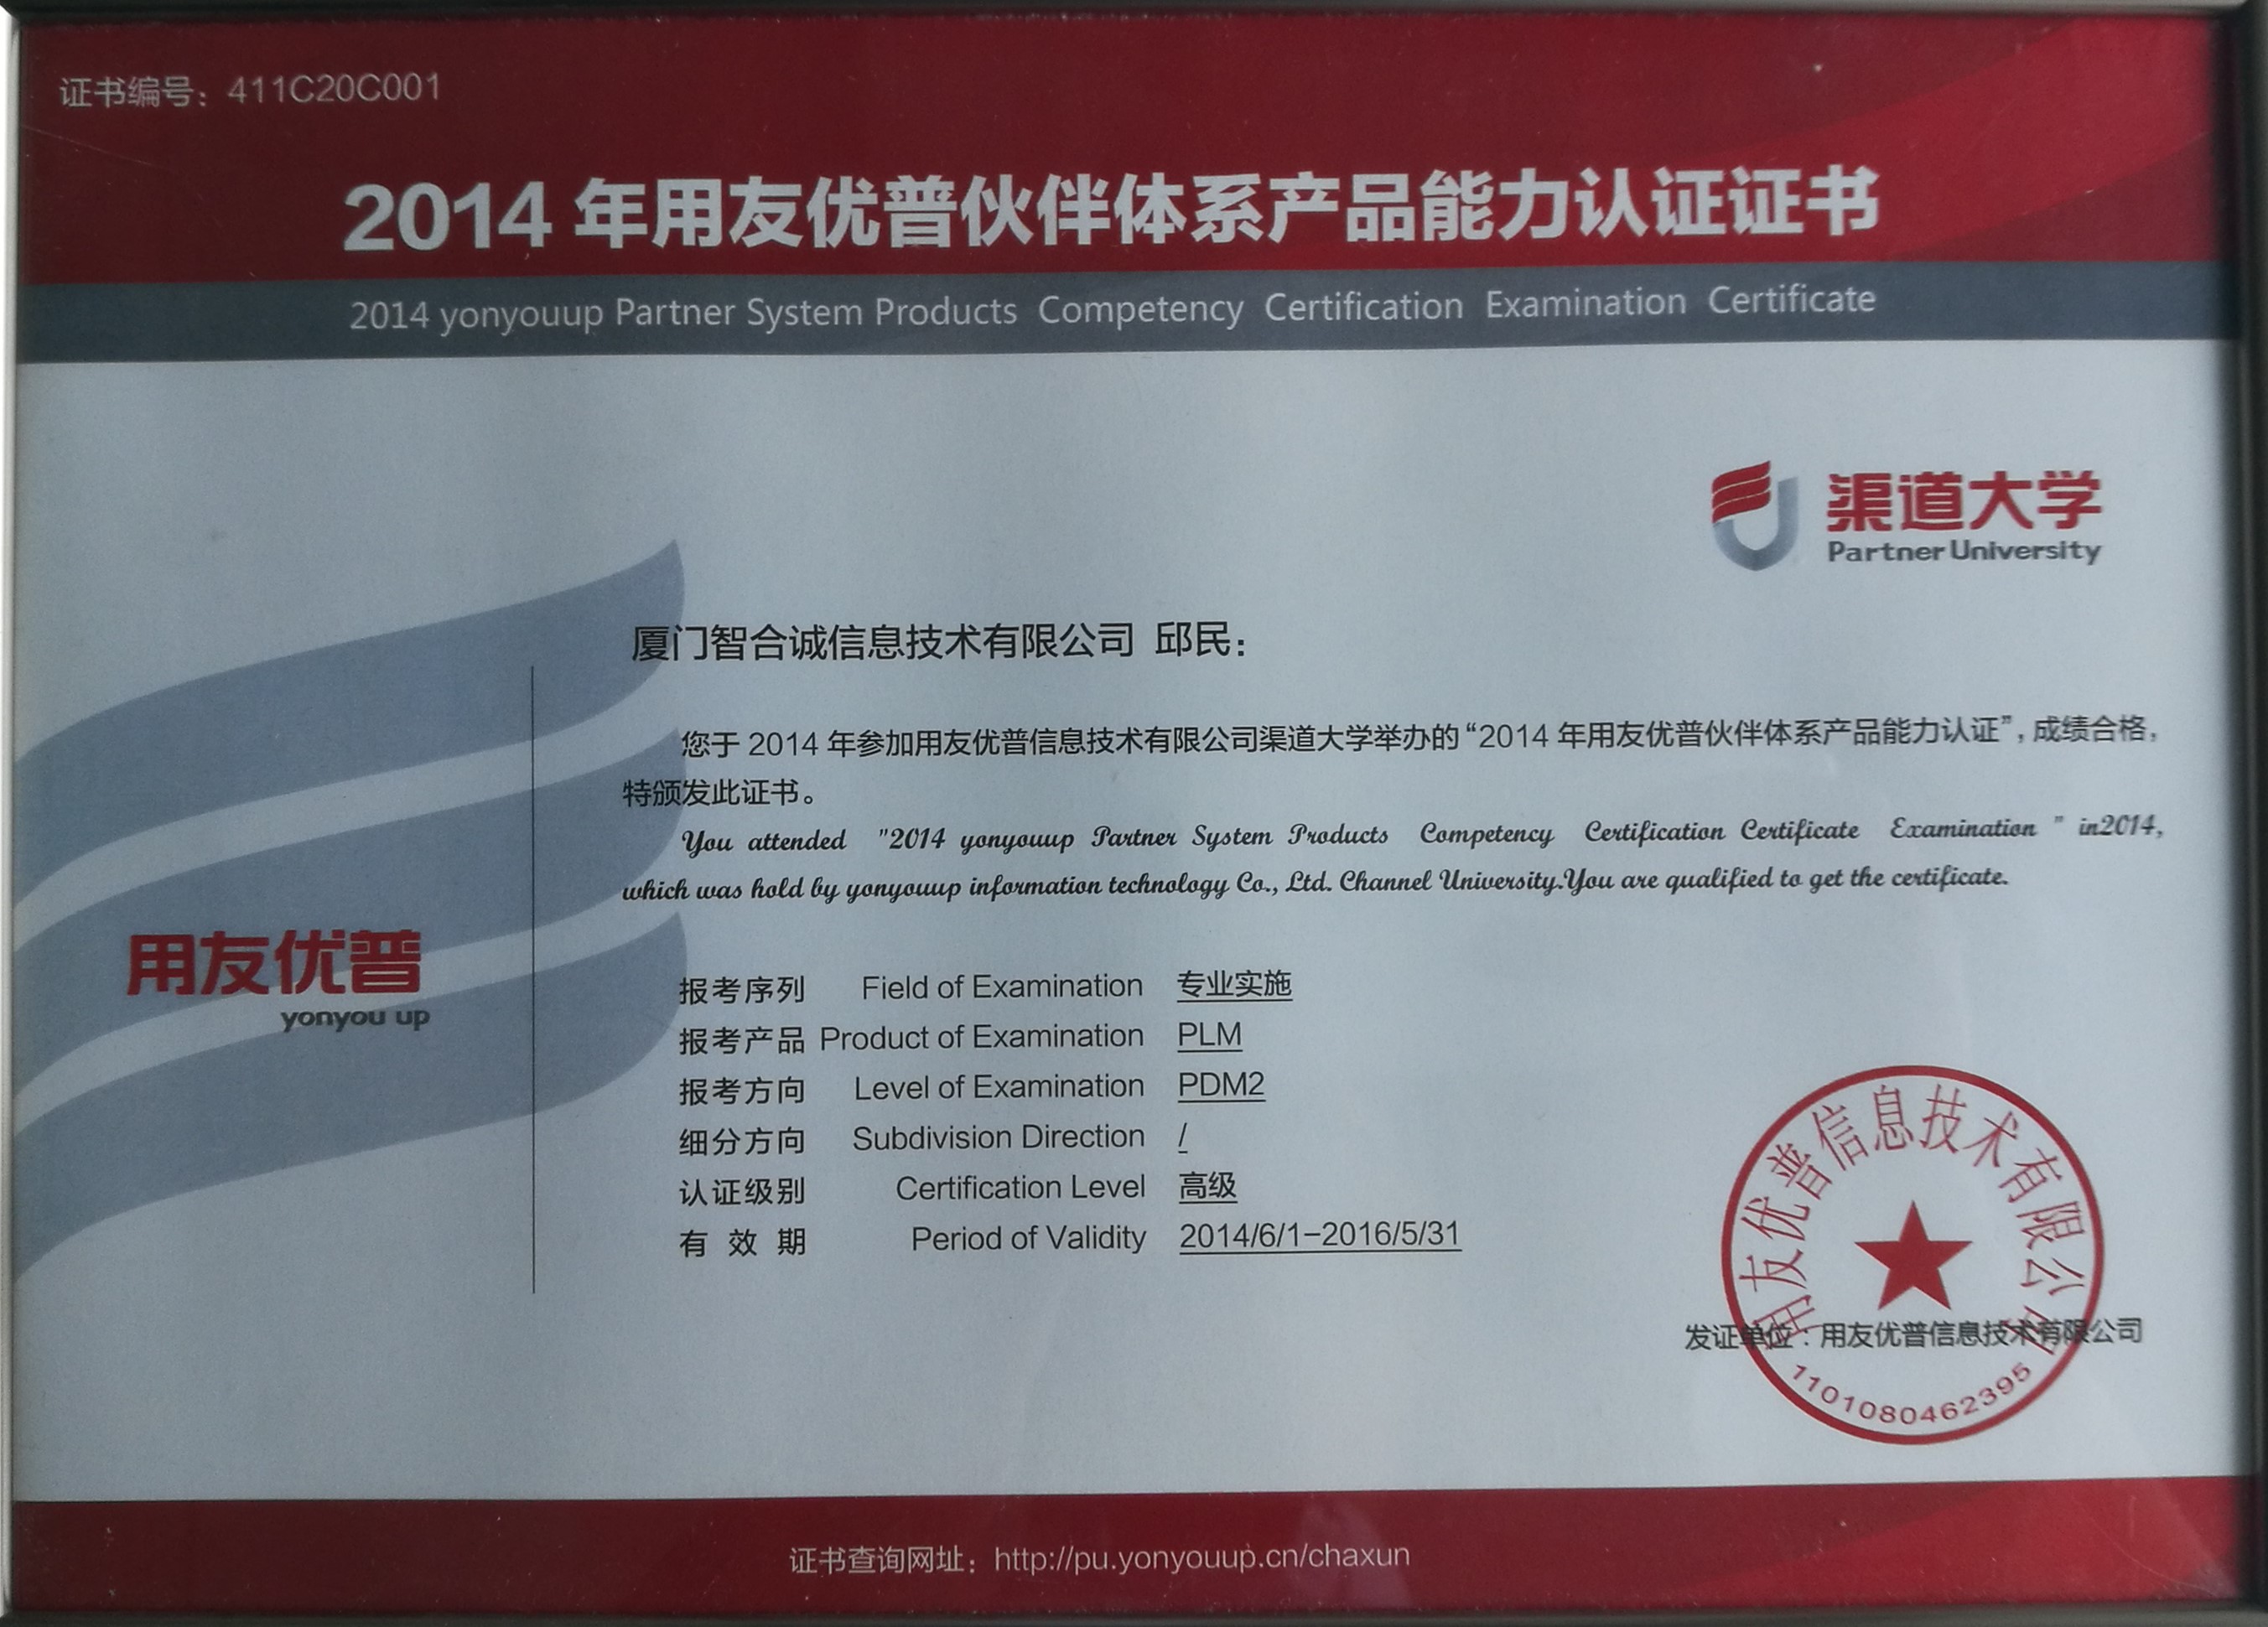 证书编号：411C20C001
2014 年用友优普伙伴体系产品能力认证证书
2014 yonyouup Partner System Products Competency Certification Examination Certificate
渠道大学
Partner University
厦门智合诚信息技术有限公司 邱民：
您于 2014 年参加用友优普信息技术有限公司渠道大学举办的“2014 年用友优普伙伴体系产品能力认证”，成绩合格，
特颁发此证书。
You attended "2014 yonyouup Partner System Products Competency Certification Certificate Examination " in2014,
which was hold by yonyouup information technology Co., Ltd. Channel University.You are qualified to get the certificate.
用友优普
yonyou up
报考序列 Field of Examination 专业实施
报考产品 Product of Examination PLM
报考方向 Level of Examination PDM2
细分方向 Subdivision Direction /
认证级别 Certification Level 高级
有 效 期 Period of Validity 2014/6/1-2016/5/31
用友优普信息技术有限公司
发证单位：用友优普信息技术有限公司
1101080462395
证书查询网址：http://pu.yonyouup.cn/chaxun